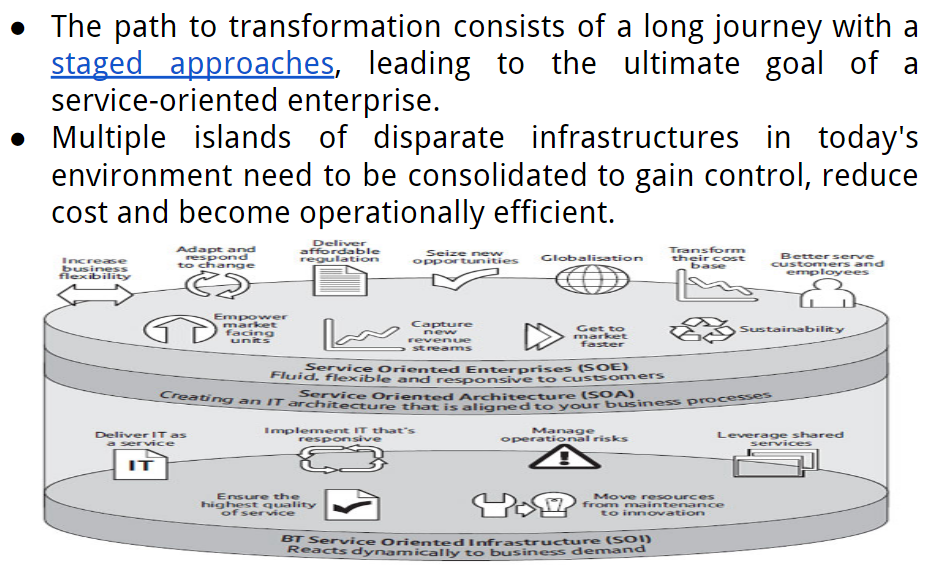 ● The path to transformation consists of a long journey with a
staged approaches, leading to the ultimate goal of a
service-oriented enterprise.
● Multiple islands of disparate infrastructures in today's
environment need to be consolidated to gain control, reduce
cost and become operationally efficient.
Increase
business
flexibility
Adapt and
respond
to change
Deliver
affordable
regulation
Seize new
opportunities
Globalisation
Transform
their cost
base
Better serve
customers and
employees
Empower
market
facing
units
Capture
new
revenue
streams
Get to
market
faster
Sustainability
Service Oriented Enterprises (SOE)
Fluid, flexible and responsive to custsomers
Service Oriented Architecture (SOA)
Creating an IT architecture that is aligned to your business processes
Deliver IT as
a service
IT
Implement IT that's
responsive
Manage
operational risks
Leverage shared
services
Ensure the
highest quality
of service
Move resources
from maintenance
to innovation
BT Service Oriented Infrastructure (SOI)
Reacts dynamically to business demand